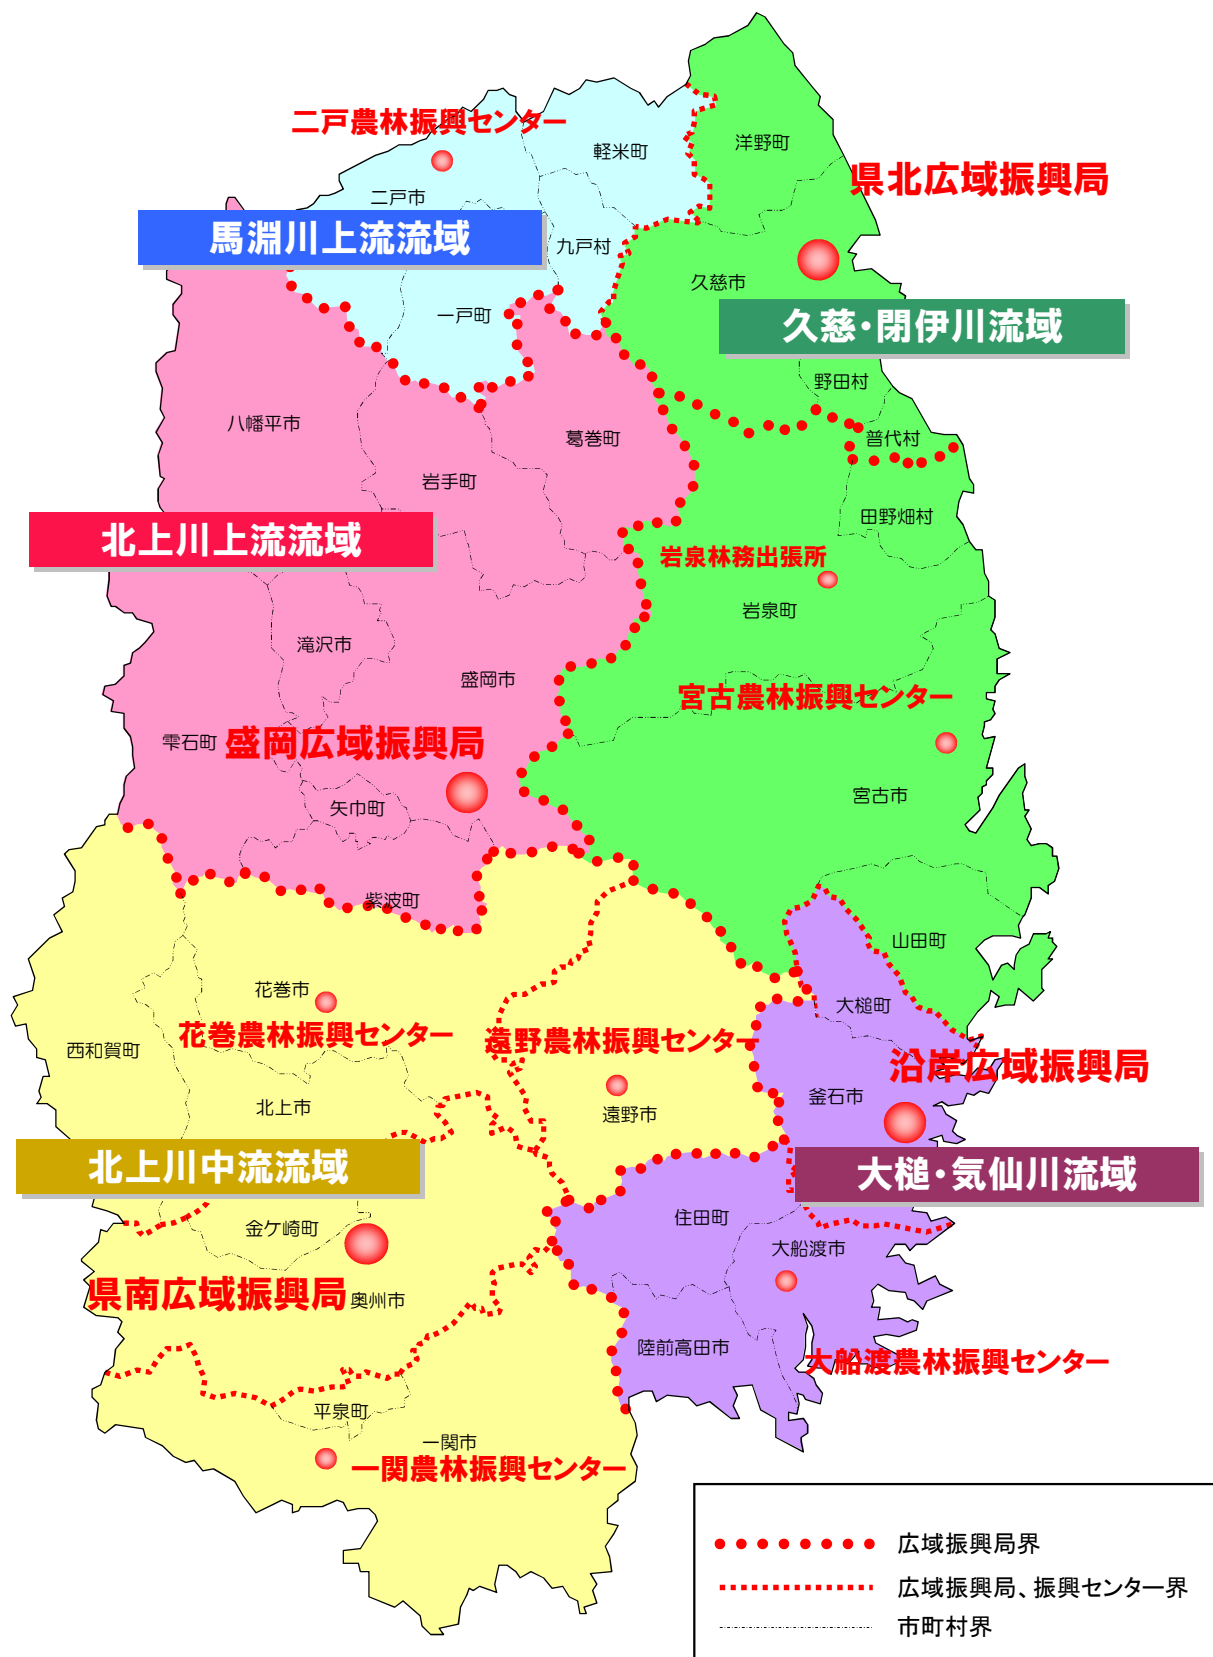 二戸農林振興センター
軽米町
洋野町
県北広域振興局
二戸市
馬淵川上流流域
九戸村
久慈市
一戸町
久慈・閉伊川流域
野田村
八幡平市
葛巻町
普代村
岩手町
田野畑村
北上川上流流域
岩泉林務出張所
岩泉町
滝沢市
盛岡市
宮古農林振興センター
雫石町
盛岡広域振興局
宮古市
矢巾町
紫波町
山田町
花巻市
大槌町
花巻農林振興センター
遠野農林振興センター
西和賀町
沿岸広域振興局
釜石市
北上市
遠野市
北上川中流流域
大槌・気仙川流域
住田町
金ケ崎町
大船渡市
県南広域振興局
奥州市
陸前高田市
大船渡農林振興センター
平泉町
一関市
一関農林振興センター
広域振興局界
広域振興局、振興センター界
市町村界